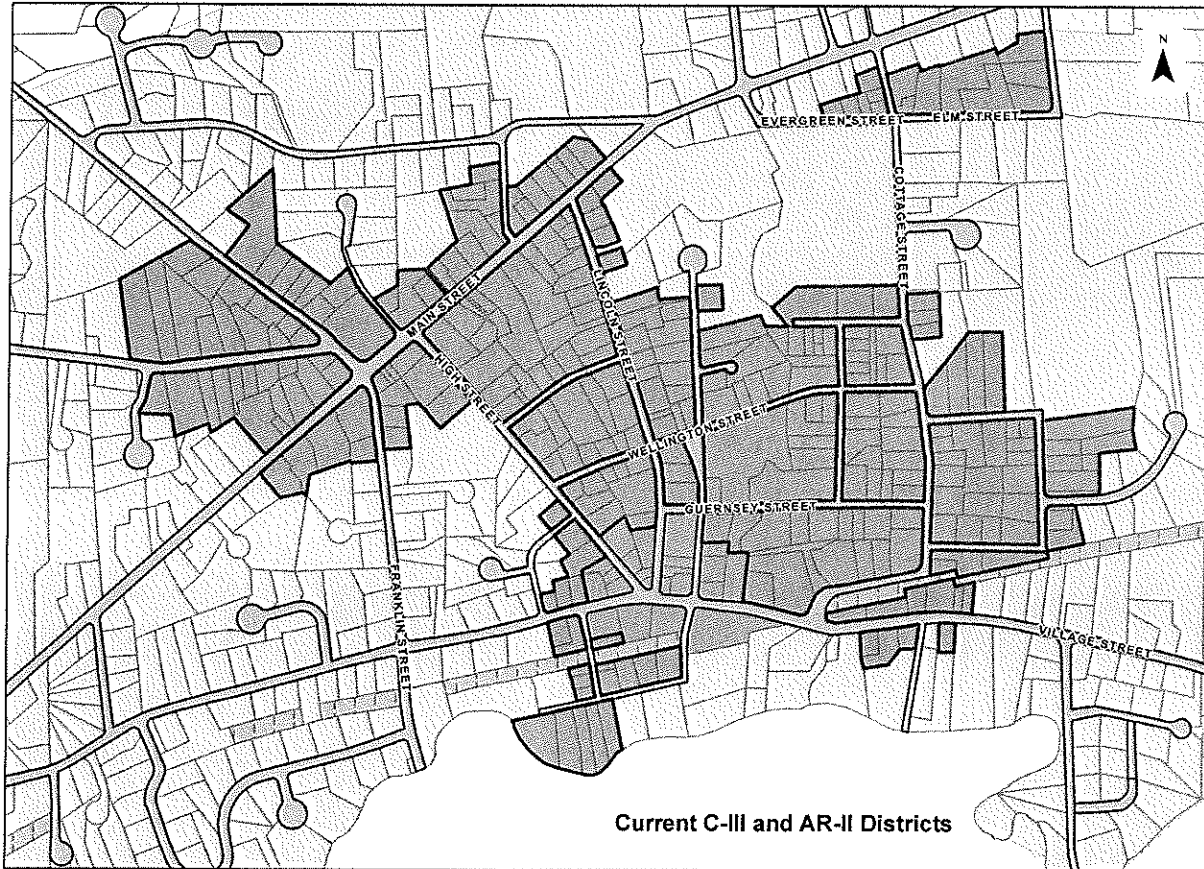 N
EVERGREEN STREET
ELM STREET
COTTAGE STREET
MAIN STREET
LINCOLN STREET
HIGH STREET
WELLINGTON STREET
GUERNSEY STREET
FRANKLIN STREET
VILLAGE STREET
Current C-III and AR-II Districts